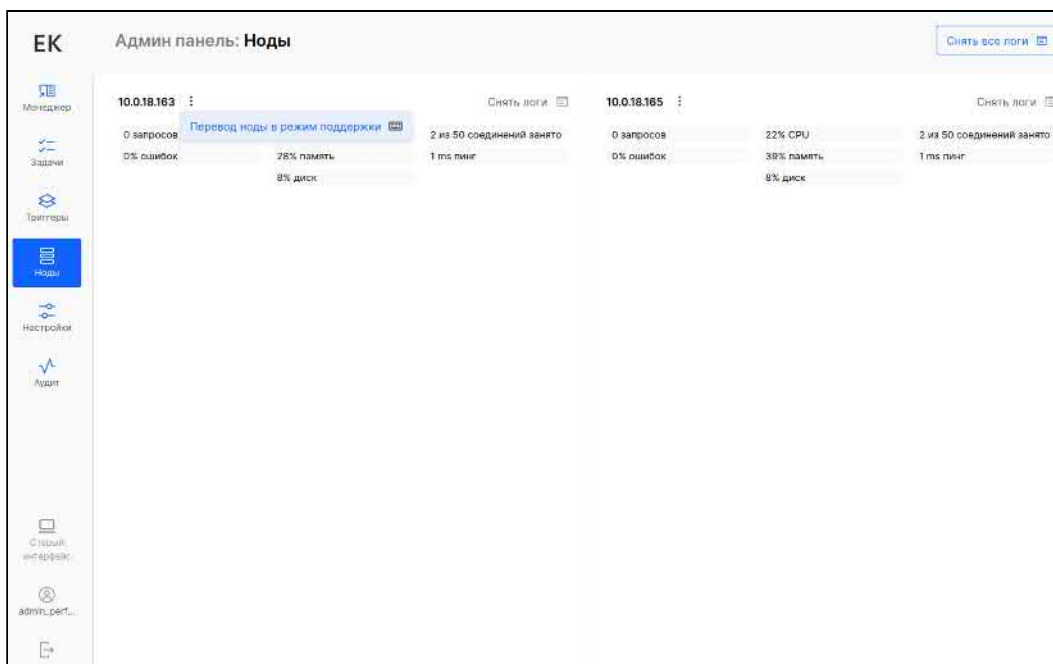 EK
Админ панель: Ноды
Снять все логи
Менеджер
Задачи
Триггеры
Ноды
Настройки
Аудит
Старый
интерфейс
admin_perf...
10.0.18.163
Снять логи
Перевод ноды в режим поддержки
0 запросов
2 из 50 соединений занято
0% ошибок
28% память
1 ms пинг
8% диск
10.0.18.165
Снять логи
0 запросов
22% CPU
2 из 50 соединений занято
0% ошибок
39% память
1 ms пинг
8% диск